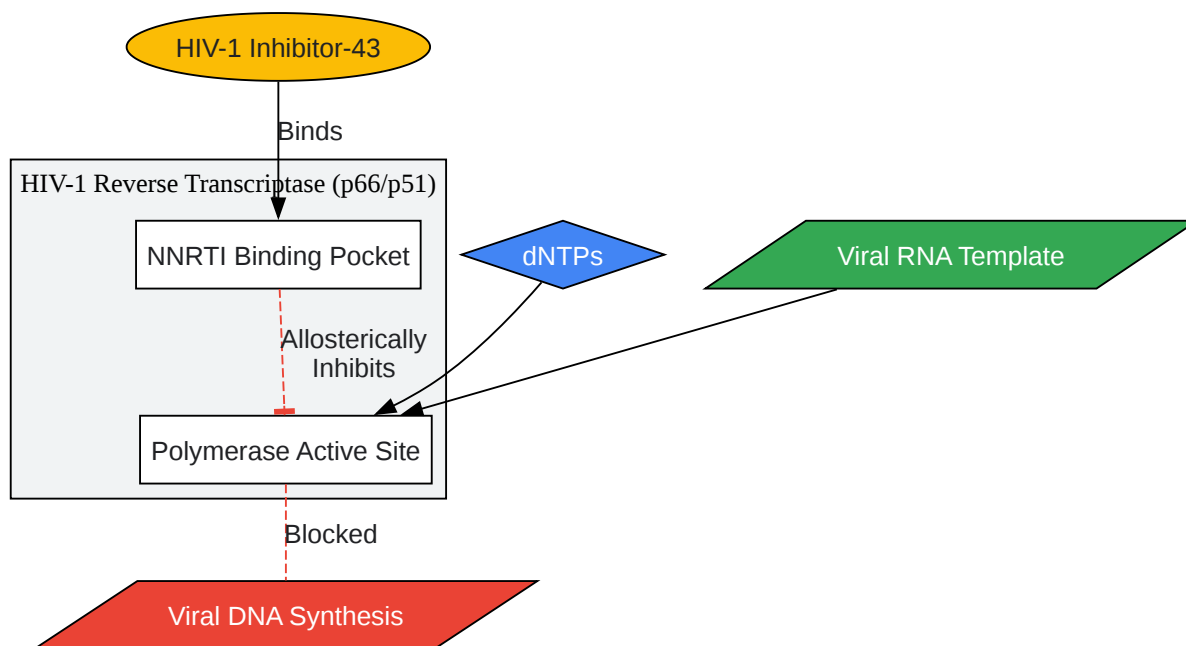 HIV-1 Inhibitor-43
Binds
HIV-1 Reverse Transcriptase (p66/p51)
NNRTI Binding Pocket
dNTPs
Viral RNA Template
Allosterically
Inhibits
Polymerase Active Site
Blocked
Viral DNA Synthesis